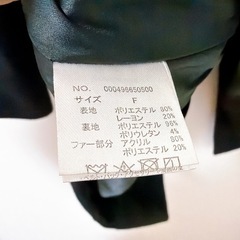 NO. 000496650500
サイズ F
表地 ポリエステル 80%
レーヨン 20%
裏地 ポリエステル 96%
ポリウレタン 4%
ファー部分 アクリル 80%
ポリエステル 20%